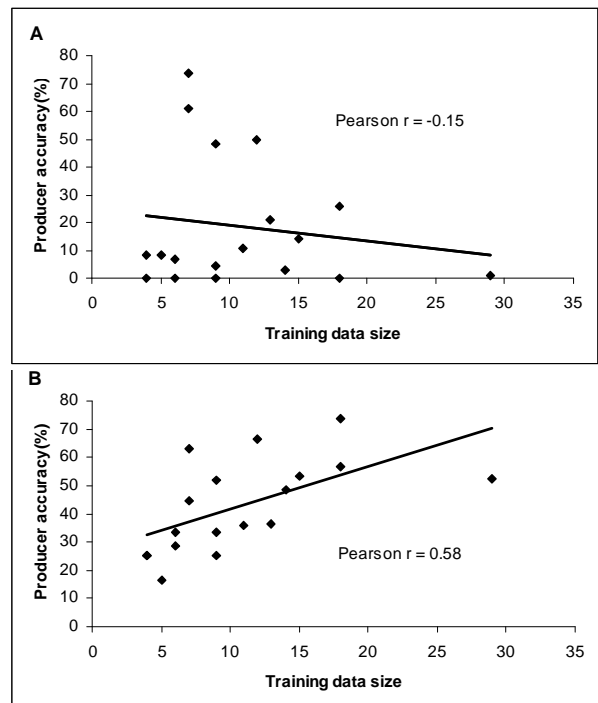 A
80
70
60
50
40
30
20
10
0
Producer accuracy(%)
Pearson r = -0.15
0 5 10 15 20 25 30 35
Training data size
B
80
70
60
50
40
30
20
10
0
Producer accuracy(%)
Pearson r = 0.58
0 5 10 15 20 25 30 35
Training data size